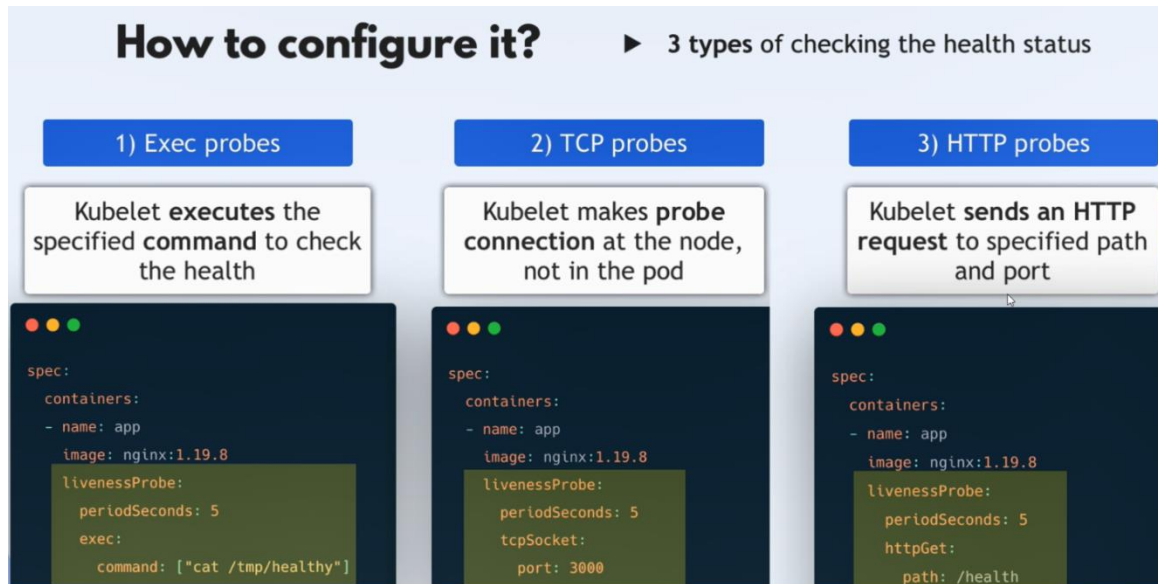 How to configure it?
▶ 3 types of checking the health status
1) Exec probes
Kubelet executes the
specified command to check
the health
spec:
containers:
- name: app
image: nginx:1.19.8
livenessProbe:
periodSeconds: 5
exec:
command: ["cat /tmp/healthy"]
2) TCP probes
Kubelet makes probe
connection at the node,
not in the pod
spec:
containers:
- name: app
image: nginx:1.19.8
livenessProbe:
periodSeconds: 5
tcpSocket:
port: 3000
3) HTTP probes
Kubelet sends an HTTP
request to specified path
and port
spec:
containers:
- name: app
image: nginx:1.19.8
livenessProbe:
periodSeconds: 5
httpGet:
path: /health